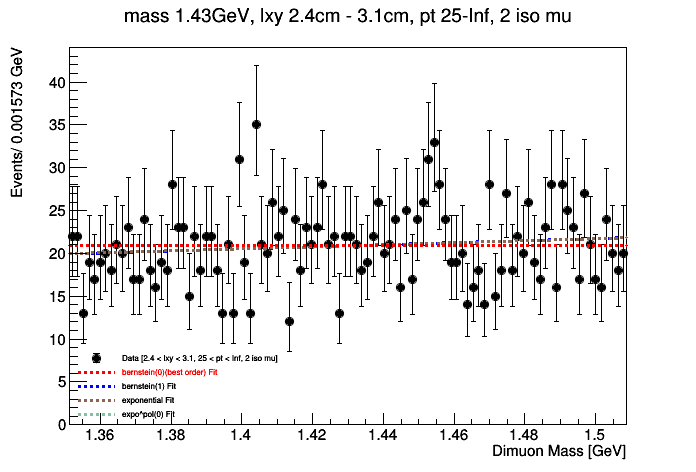 mass 1.43GeV, lxy 2.4cm - 3.1cm, pt 25-Inf, 2 iso mu
Events/ 0.001573 GeV
40
35
30
25
20
15
10
5
0
Data [2.4 < lxy < 3.1, 25 < pt < Inf, 2 iso mu]
bernstein(0)(best order) Fit
bernstein(1) Fit
exponential Fit
expo^pol(0) Fit
1.36 1.38 1.4 1.42 1.44 1.46 1.48 1.5
Dimuon Mass [GeV]